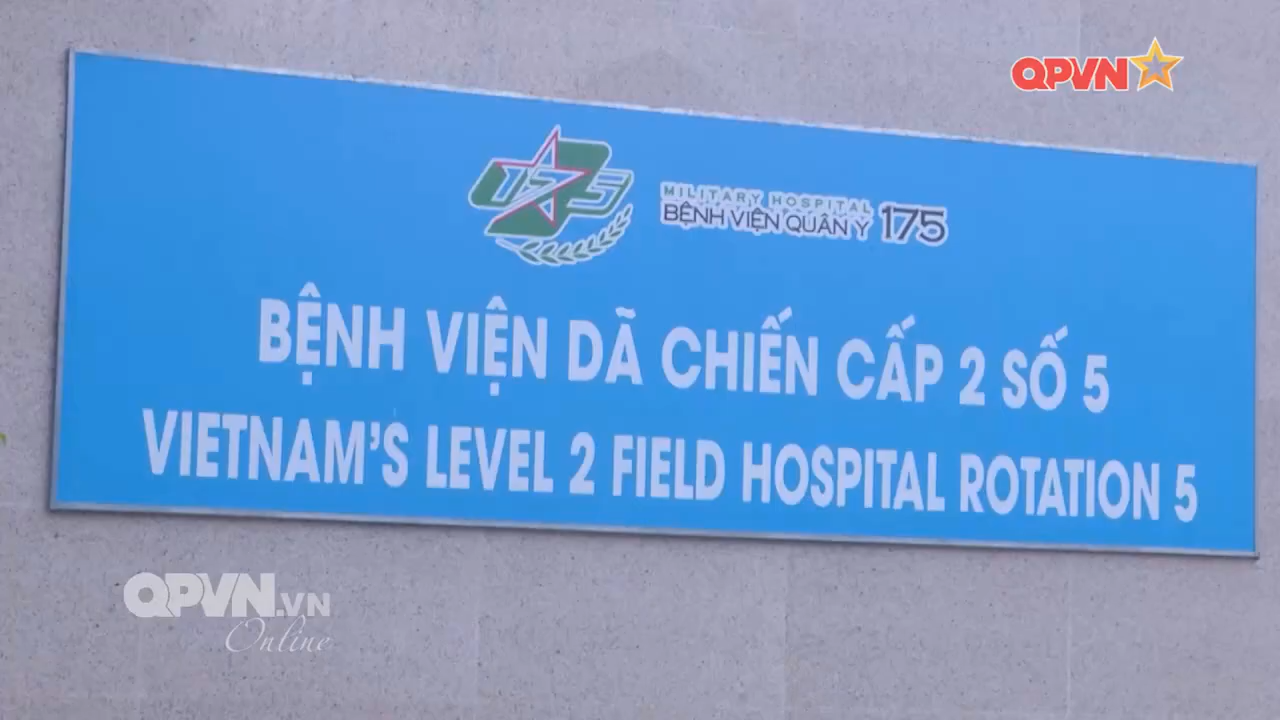 QPVN
175
MILITARY HOSPITAL
BỆNH VIỆN QUÂN Y 175
BỆNH VIỆN DÃ CHIẾN CẤP 2 SỐ 5
VIETNAM'S LEVEL 2 FIELD HOSPITAL ROTATION 5
QPVN.VN
Online